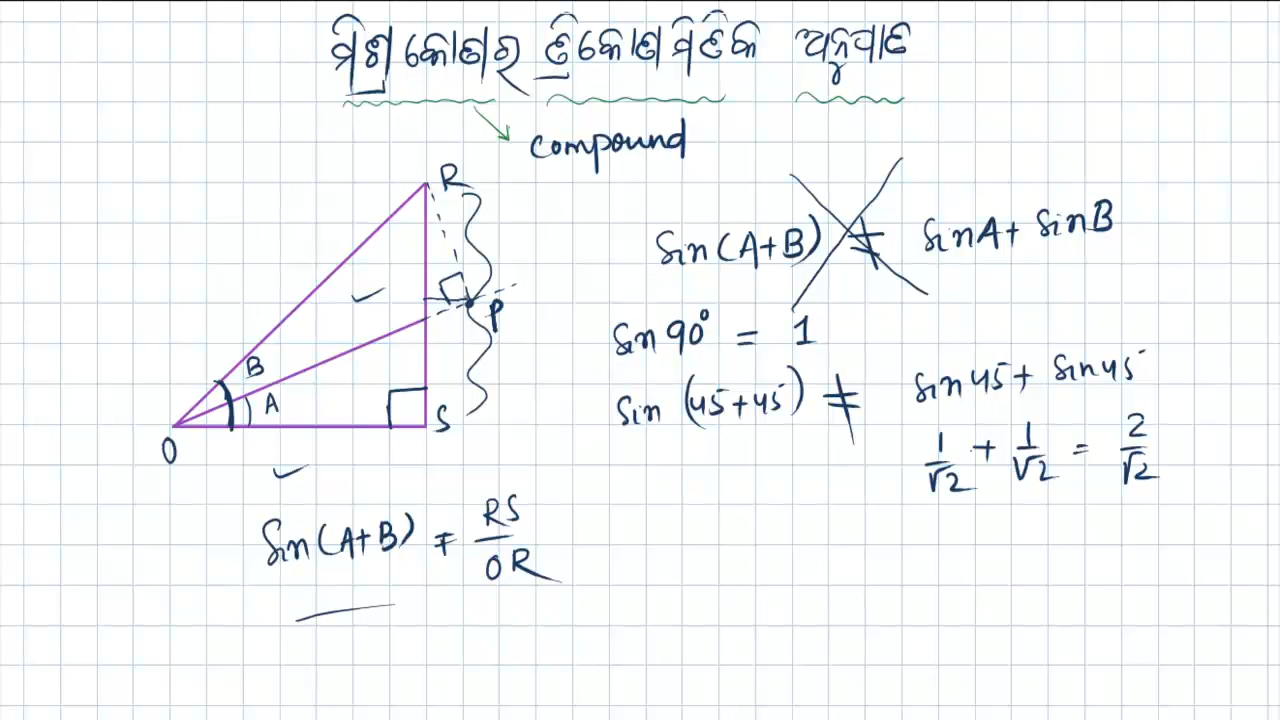 ମିଶ୍ର କୋଣର ତ୍ରିକୋଣମିତିକ ଅନୁପାତ
compound
R
Sin(A+B) ≠ SinA + SinB
P
Sin 90° = 1
B
A
Sin (45+45) ≠ Sin45 + Sin45
O
S
1/√2 + 1/√2 = 2/√2
Sin(A+B) = RS/OR